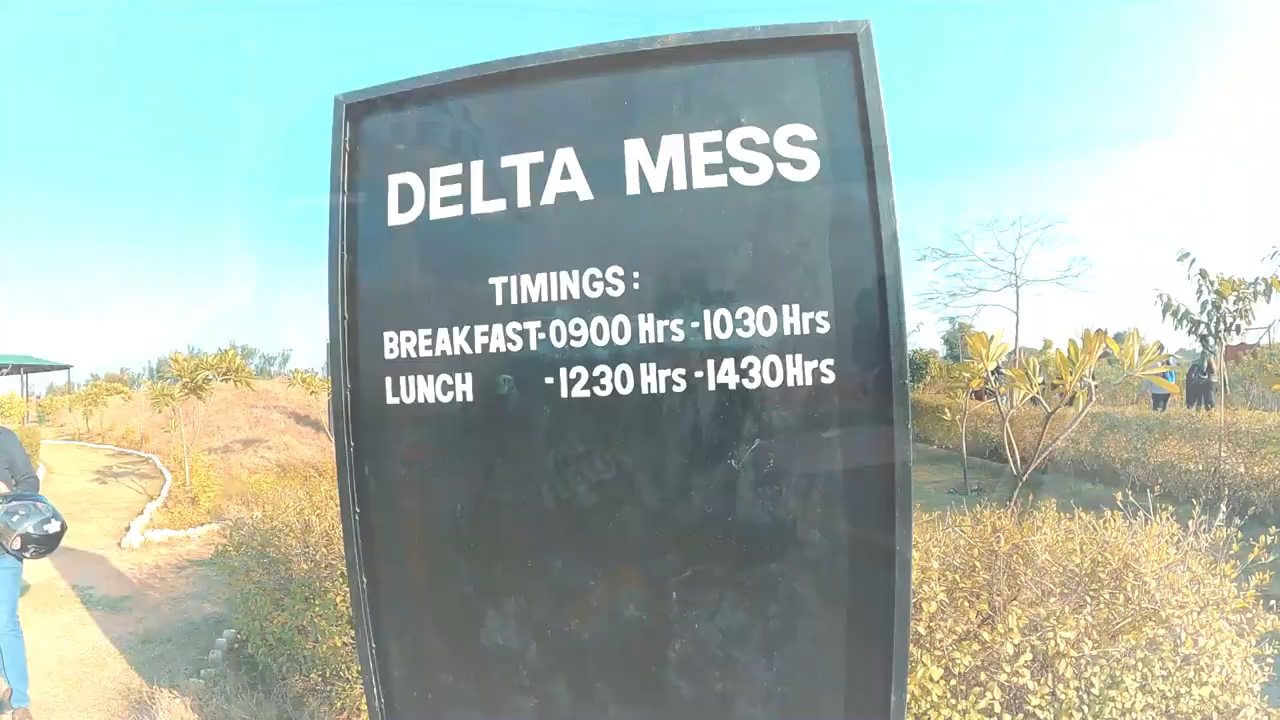 DELTA MESS
TIMINGS:
BREAKFAST-0900 Hrs-1030 Hrs
LUNCH -1230 Hrs-1430 Hrs